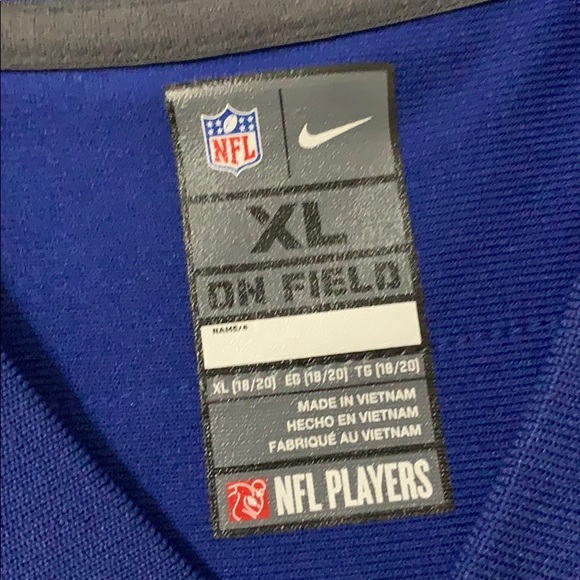 NFL
XL
ON FIELD
NAME/#
XL (18/20) EG (18/20) TG (18/20)
MADE IN VIETNAM
HECHO EN VIETNAM
FABRIQUÉ AU VIETNAM
NFL PLAYERS